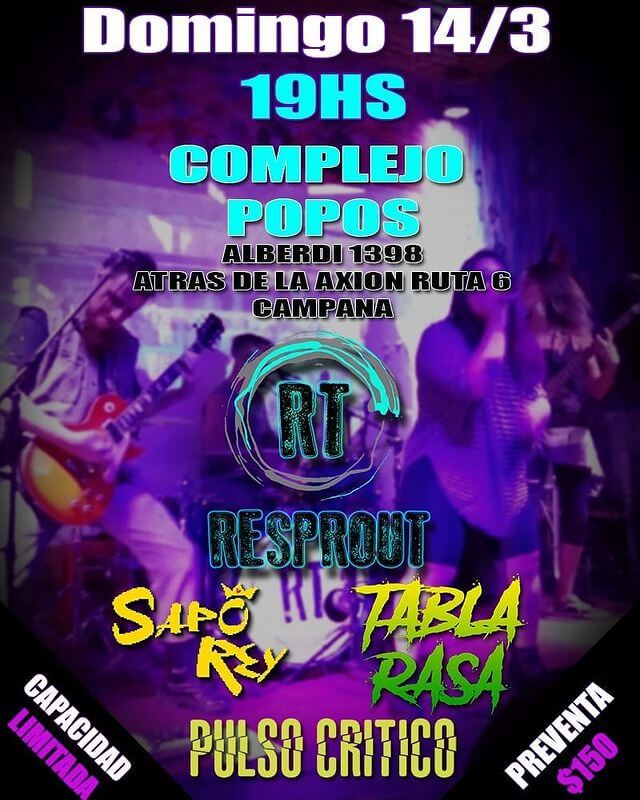 Domingo 14/3
19HS
COMPLEJO
POPOS
ALBERDI 1398
ATRAS DE LA AXION RUTA 6
CAMPANA
RT
RESPROUT
RT
SAPO
REY
TABLA
RASA
PULSO CRITICO
CAPACIDAD
LIMITADA
PREVENTA
$150